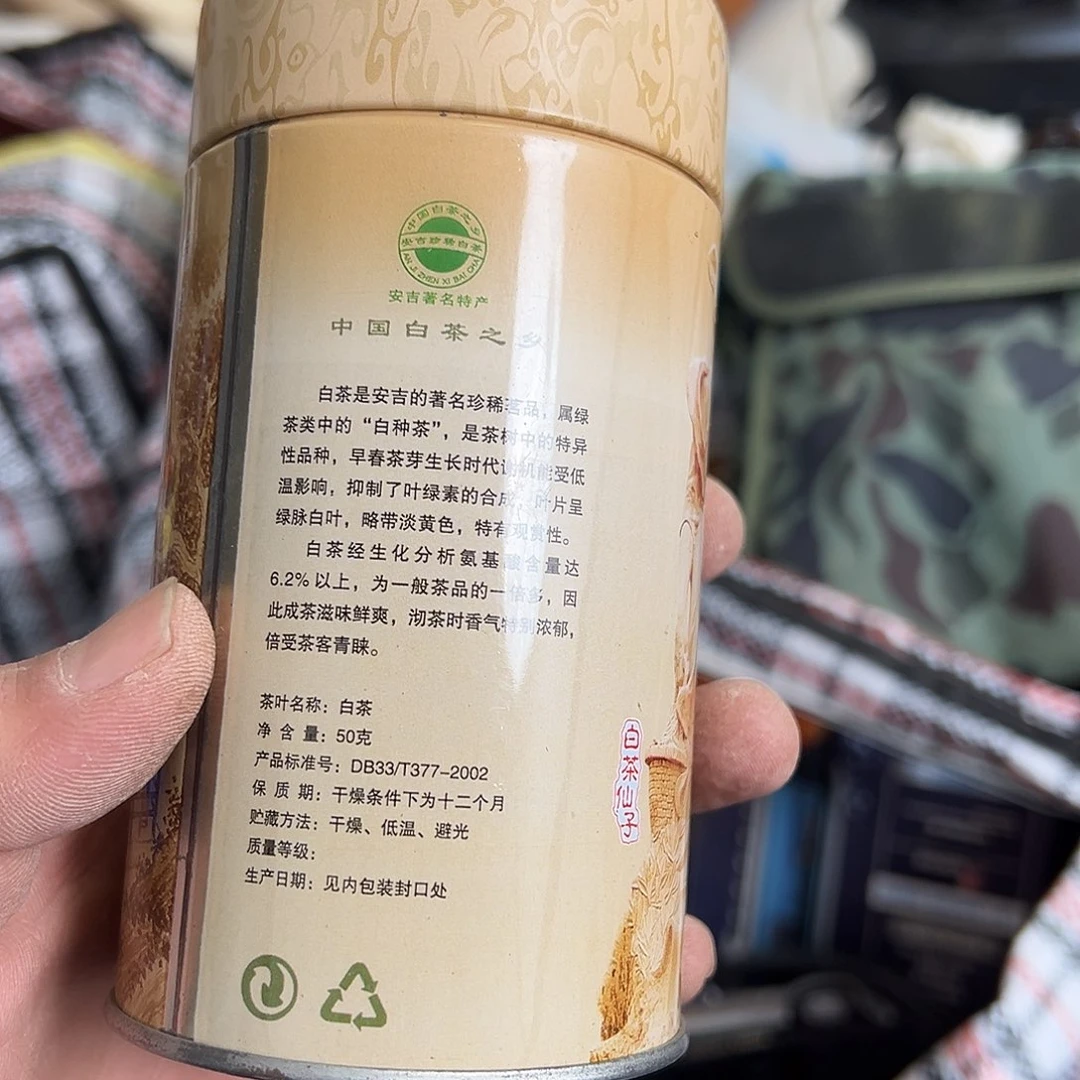 中国白茶之乡
安吉珍稀白茶
AN JI ZHEN XI BAI CHA
安吉著名特产
中国白茶之乡
白茶是安吉的著名珍稀茗品，属绿
茶类中的“白种茶”，是茶树中的特异
性品种，早春茶芽生长时代谢机能受低
温影响，抑制了叶绿素的合成，叶片呈
绿脉白叶，略带淡黄色，特有观赏性。
白茶经生化分析氨基酸含量达
6.2%以上，为一般茶品的一倍多，因
此成茶滋味鲜爽，沏茶时香气特别浓郁，
倍受茶客青睐。
茶叶名称：白茶
净 含 量：50克
产品标准号：DB33/T377-2002
保 质 期：干燥条件下为十二个月
贮藏方法：干燥、低温、避光
质量等级：
生产日期：见内包装封口处
白茶仙子